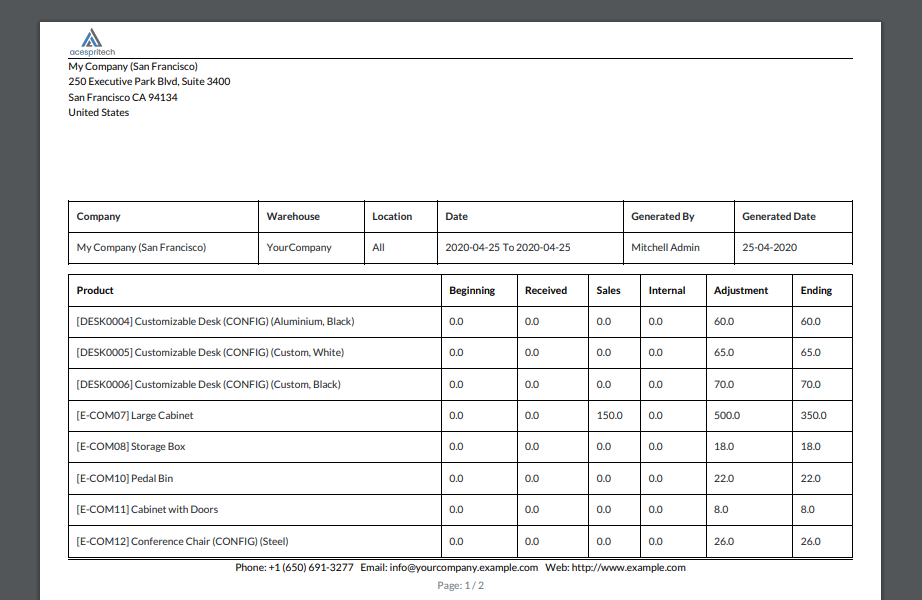 acespritech
My Company (San Francisco)
250 Executive Park Blvd, Suite 3400
San Francisco CA 94134
United States
Company Warehouse Location Date Generated By Generated Date
My Company (San Francisco) YourCompany All 2020-04-25 To 2020-04-25 Mitchell Admin 25-04-2020
Product Beginning Received Sales Internal Adjustment Ending
[DESK0004] Customizable Desk (CONFIG) (Aluminium, Black) 0.0 0.0 0.0 0.0 60.0 60.0
[DESK0005] Customizable Desk (CONFIG) (Custom, White) 0.0 0.0 0.0 0.0 65.0 65.0
[DESK0006] Customizable Desk (CONFIG) (Custom, Black) 0.0 0.0 0.0 0.0 70.0 70.0
[E-COM07] Large Cabinet 0.0 0.0 150.0 0.0 500.0 350.0
[E-COM08] Storage Box 0.0 0.0 0.0 0.0 18.0 18.0
[E-COM10] Pedal Bin 0.0 0.0 0.0 0.0 22.0 22.0
[E-COM11] Cabinet with Doors 0.0 0.0 0.0 0.0 8.0 8.0
[E-COM12] Conference Chair (CONFIG) (Steel) 0.0 0.0 0.0 0.0 26.0 26.0
Phone: +1 (650) 691-3277 Email: info@yourcompany.example.com Web: http://www.example.com
Page: 1 / 2